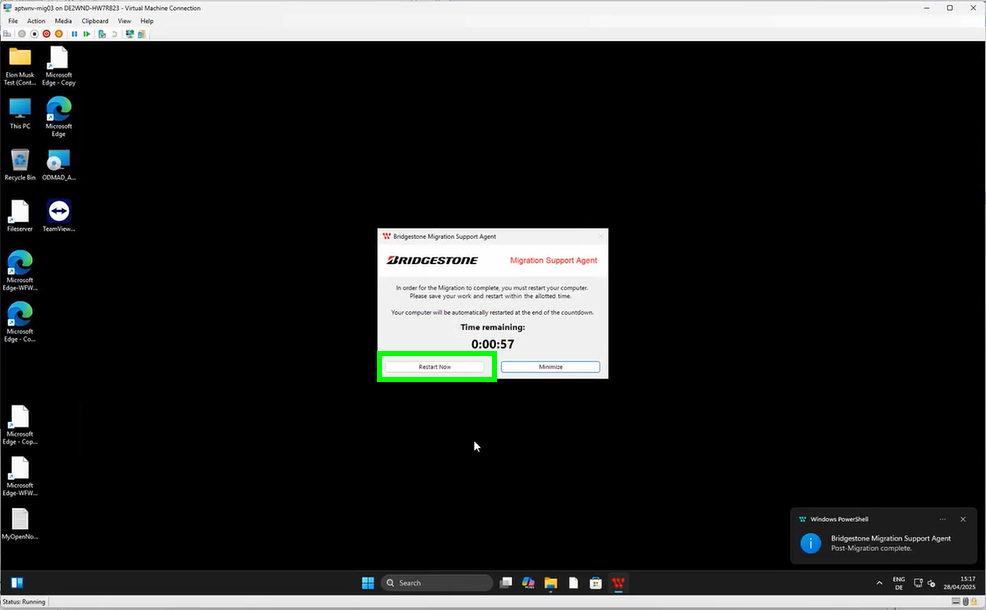 aptwnv-mig03 on DE2WND-HW7RB23 - Virtual Machine Connection
File Action Media Clipboard View Help
Elon Musk
Test (Cont...
Microsoft
Edge - Copy
This PC
Microsoft
Edge
Recycle Bin
ODMAD_A...
Fileserver
TeamView...
Microsoft
Edge-WFW...
Microsoft
Edge - Co...
Microsoft
Edge - Cop...
Microsoft
Edge-WFW...
MyOpenNo...
Bridgestone Migration Support Agent
BRIDGESTONE
Migration Support Agent
In order for the Migration to complete, you must restart your computer.
Please save your work and restart within the allotted time.
Your computer will be automatically restarted at the end of the countdown.
Time remaining:
0:00:57
Restart Now
Minimize
Windows PowerShell
Bridgestone Migration Support Agent
Post-Migration complete.
Search
ENG
DE
15:17
28/04/2025
Status: Running